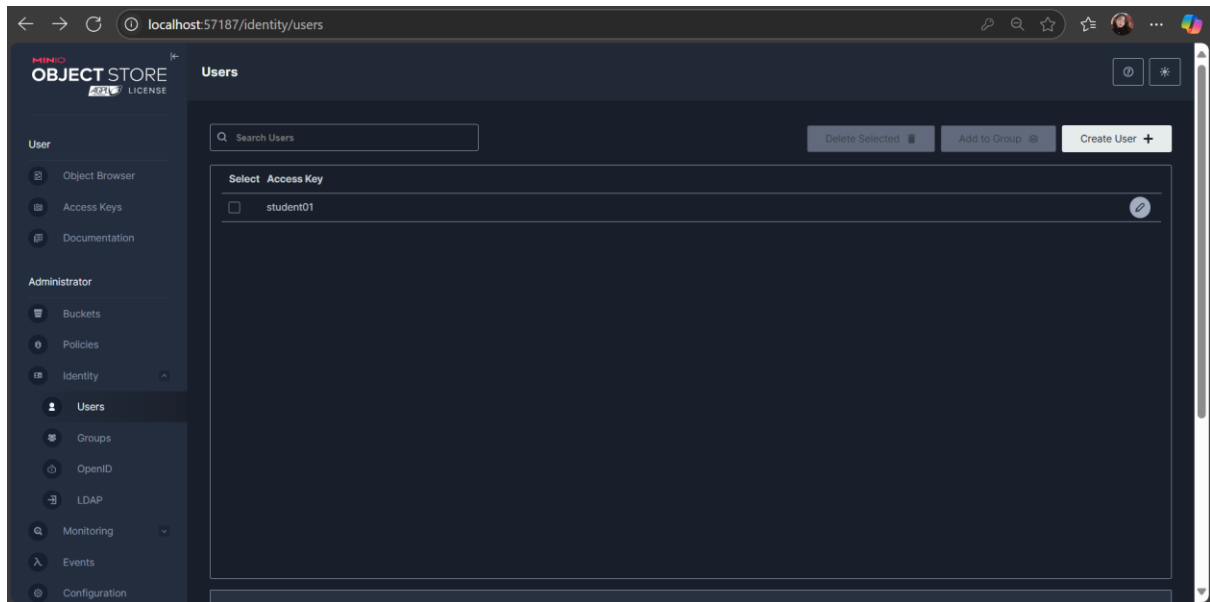 localhost:57187/identity/users
MINIO
OBJECT STORE
AGPLV3 LICENSE
Users
User
Search Users
Delete Selected
Add to Group
Create User +
Object Browser
Access Keys
Documentation
Select Access Key
student01
Administrator
Buckets
Policies
Identity
Users
Groups
OpenID
LDAP
Monitoring
Events
Configuration